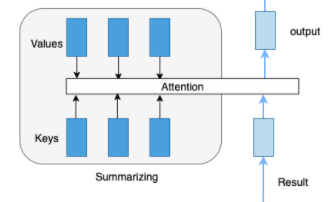 output
Values
Attention
Keys
Summarizing
Result